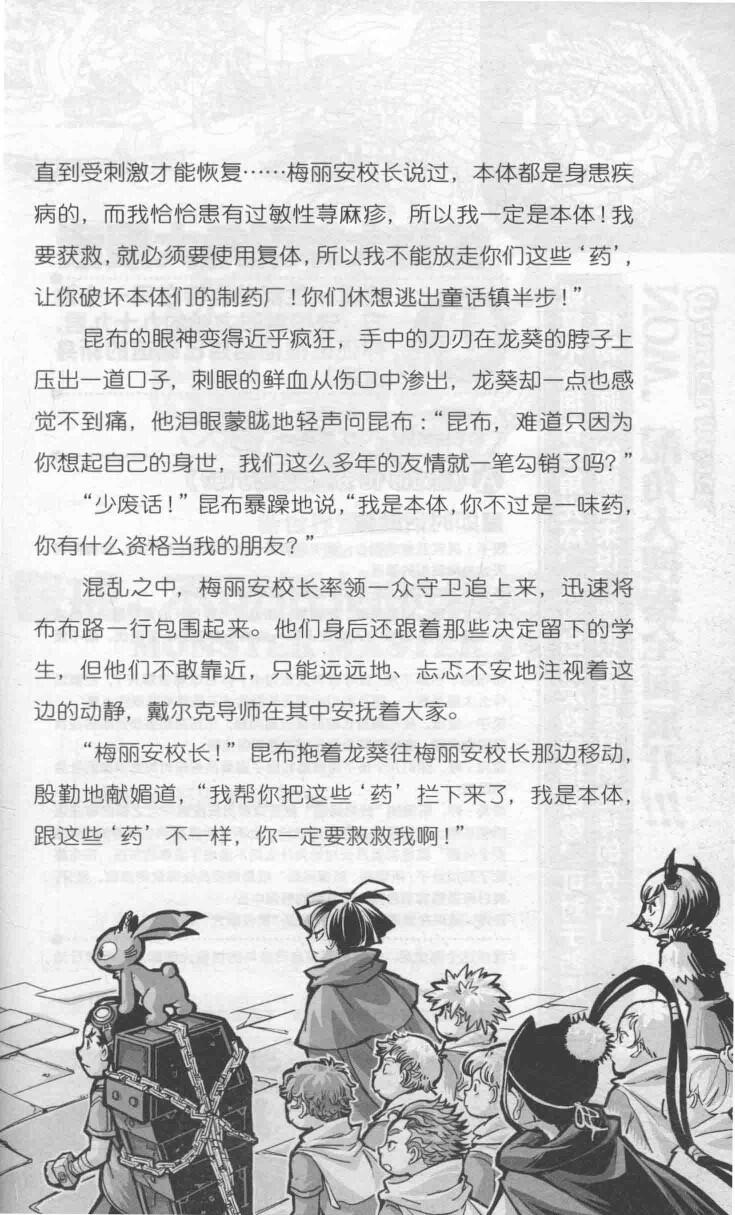 直到受刺激才能恢复……梅丽安校长说过，本体都是身患疾
病的，而我恰恰患有过敏性荨麻疹，所以我一定是本体！我
要获救，就必须要使用复体，所以我不能放走你们这些‘药’，
让你破坏本体们的制药厂！你们休想逃出童话镇半步！”
昆布的眼神变得近乎疯狂，手中的刀刃在龙葵的脖子上
压出一道口子，刺眼的鲜血从伤口中渗出，龙葵却一点也感
觉不到痛，他泪眼蒙眬地轻声问昆布：“昆布，难道只因为
你想起自己的身世，我们这么多年的友情就一笔勾销了吗？”
“少废话！”昆布暴躁地说，“我是本体，你不过是一味药，
你有什么资格当我的朋友？”
混乱之中，梅丽安校长率领一众守卫追上来，迅速将
布布路一行包围起来。他们身后还跟着那些决定留下的学
生，但他们不敢靠近，只能远远地、忐忑不安地注视着这
边的动静，戴尔克导师在其中安抚着大家。
“梅丽安校长！”昆布拖着龙葵往梅丽安校长那边移动，
殷勤地献媚道，“我帮你把这些‘药’拦下来了，我是本体，
跟这些‘药’不一样，你一定要救救我啊！”